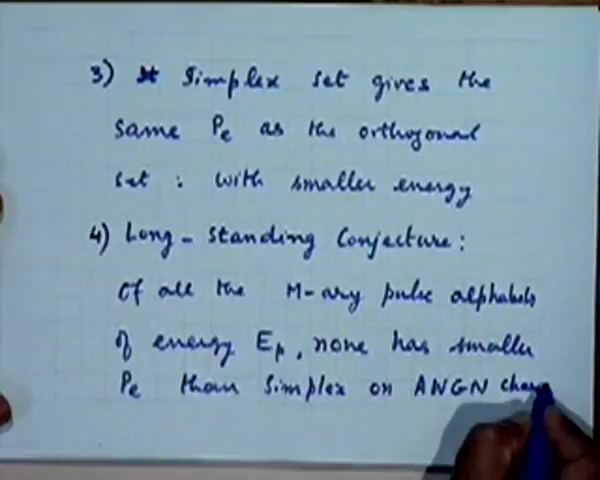 3) Simplex set gives the
same Pe as the orthogonal
set : with smaller energy
4) Long-standing Conjecture:
Of all the M-ary pulse alphabets
of energy Ep, none has smaller
Pe than Simplex on AWGN